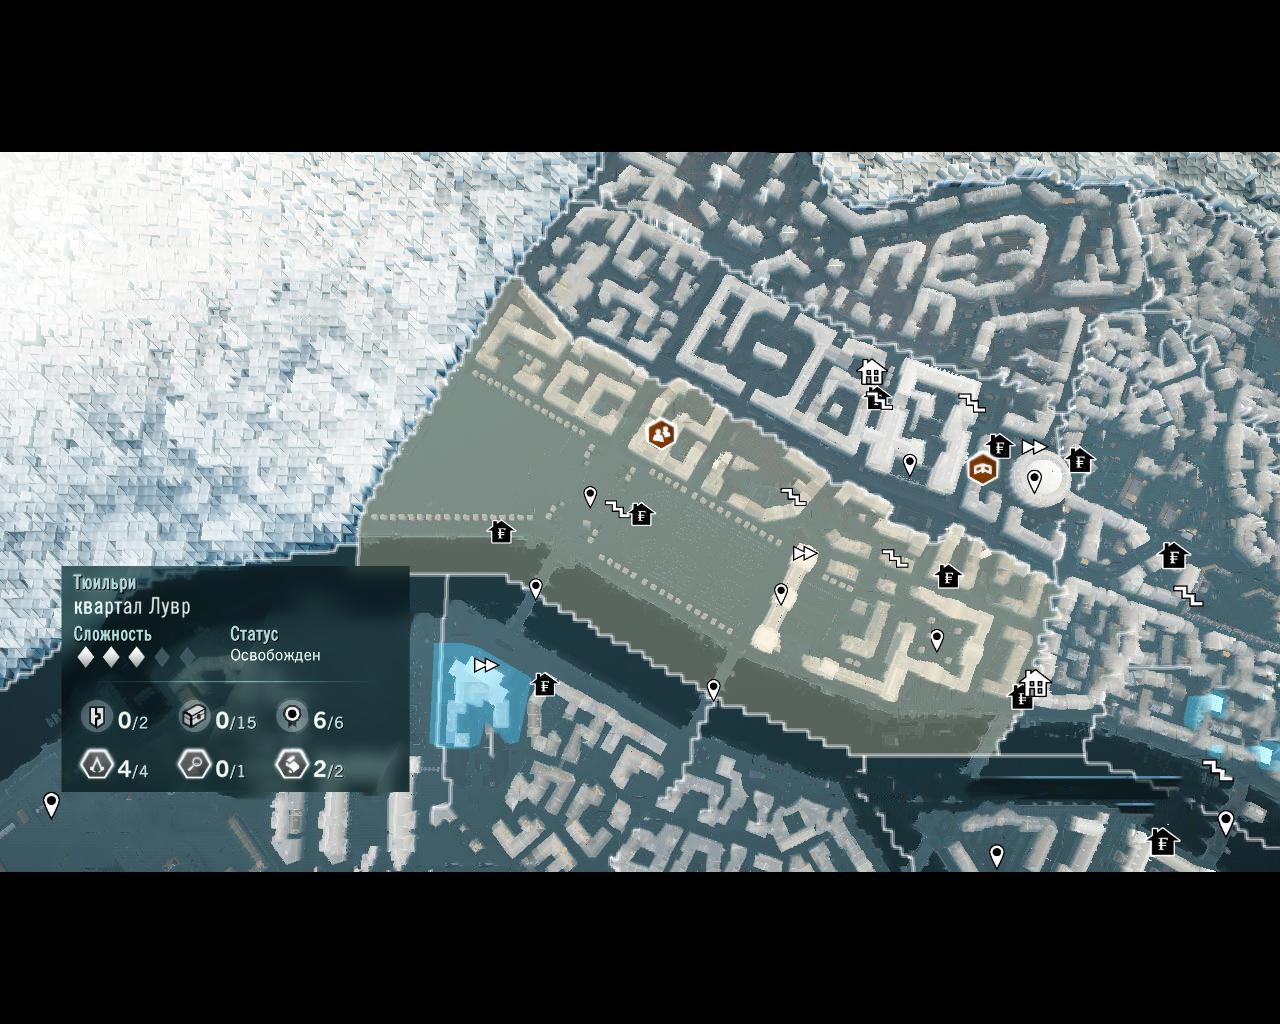 Тюильри
квартал Лувр
Сложность
Статус
Освобожден
0/2
0/15
6/6
4/4
0/1
2/2